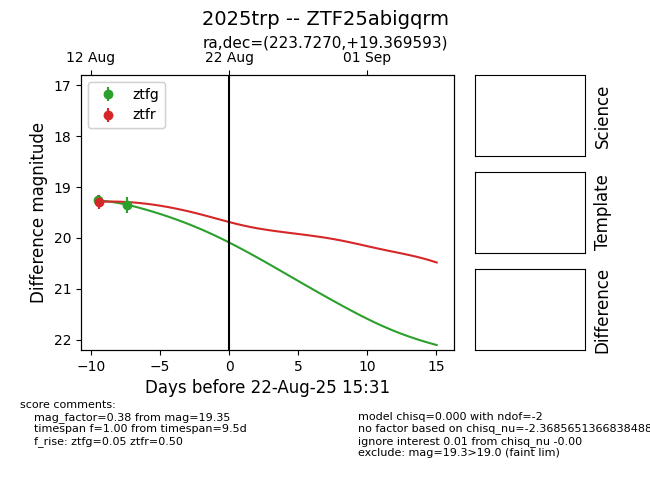 2025trp -- ZTF25abigqrm
ra,dec=(223.7270,+19.369593)
12 Aug
22 Aug
01 Sep
ztfg
ztfr
17
18
19
20
21
22
Difference magnitude
−10
−5
0
5
10
15
Days before 22-Aug-25 15:31
Science
Template
Difference
score comments:
mag_factor=0.38 from mag=19.35
timespan f=1.00 from timespan=9.5d
f_rise: ztfg=0.05 ztfr=0.50
model chisq=0.000 with ndof=-2
no factor based on chisq_nu=-2.3685651366838488
ignore interest 0.01 from chisq_nu -0.00
exclude: mag=19.3>19.0 (faint lim)